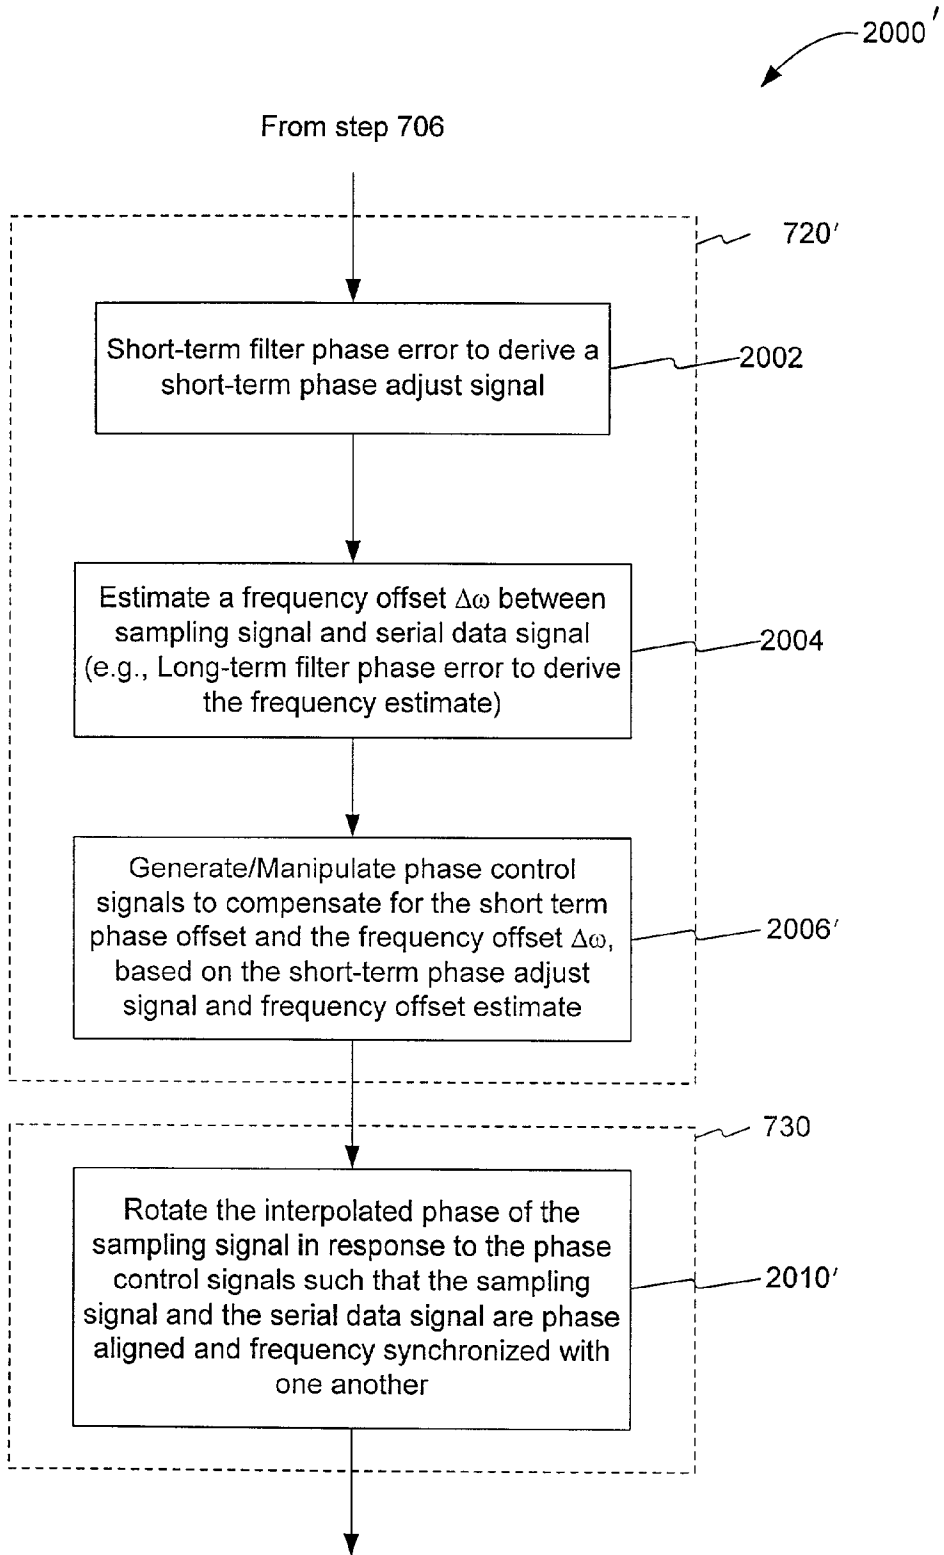 2000′
From step 706
720′
Short-term filter phase error to derive a
short-term phase adjust signal
2002
Estimate a frequency offset Δω between
sampling signal and serial data signal
(e.g., Long-term filter phase error to derive
the frequency estimate)
2004
Generate/Manipulate phase control
signals to compensate for the short term
phase offset and the frequency offset Δω,
based on the short-term phase adjust
signal and frequency offset estimate
2006′
730
Rotate the interpolated phase of the
sampling signal in response to the phase
control signals such that the sampling
signal and the serial data signal are phase
aligned and frequency synchronized with
one another
2010′